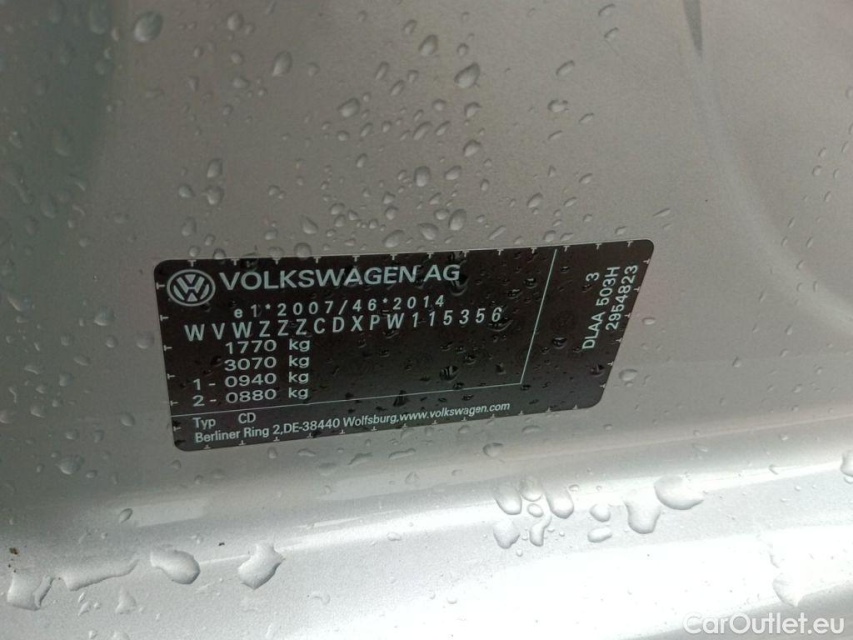 VOLKSWAGEN AG
e1*2007/46*2014
WVWZZZCDXPW115356
1770 kg
3070 kg
1 - 0940 kg
2 - 0880 kg
Typ CD
Berliner Ring 2,DE-38440 Wolfsburg,www.volkswagen.com
3
DLAA 503H
2954823
CarOutlet.eu